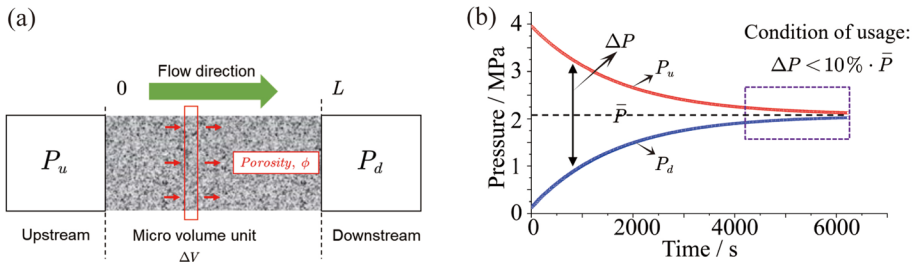 (a)
0
Flow direction
L
P_u
Porosity, ϕ
P_d
Upstream
Micro volume unit
Downstream
ΔV
(b)
Pressure / MPa
4
3
2
1
0
ΔP
P_u
P̄
P_d
Condition of usage:
ΔP < 10% · P̄
0
2000
4000
6000
Time / s